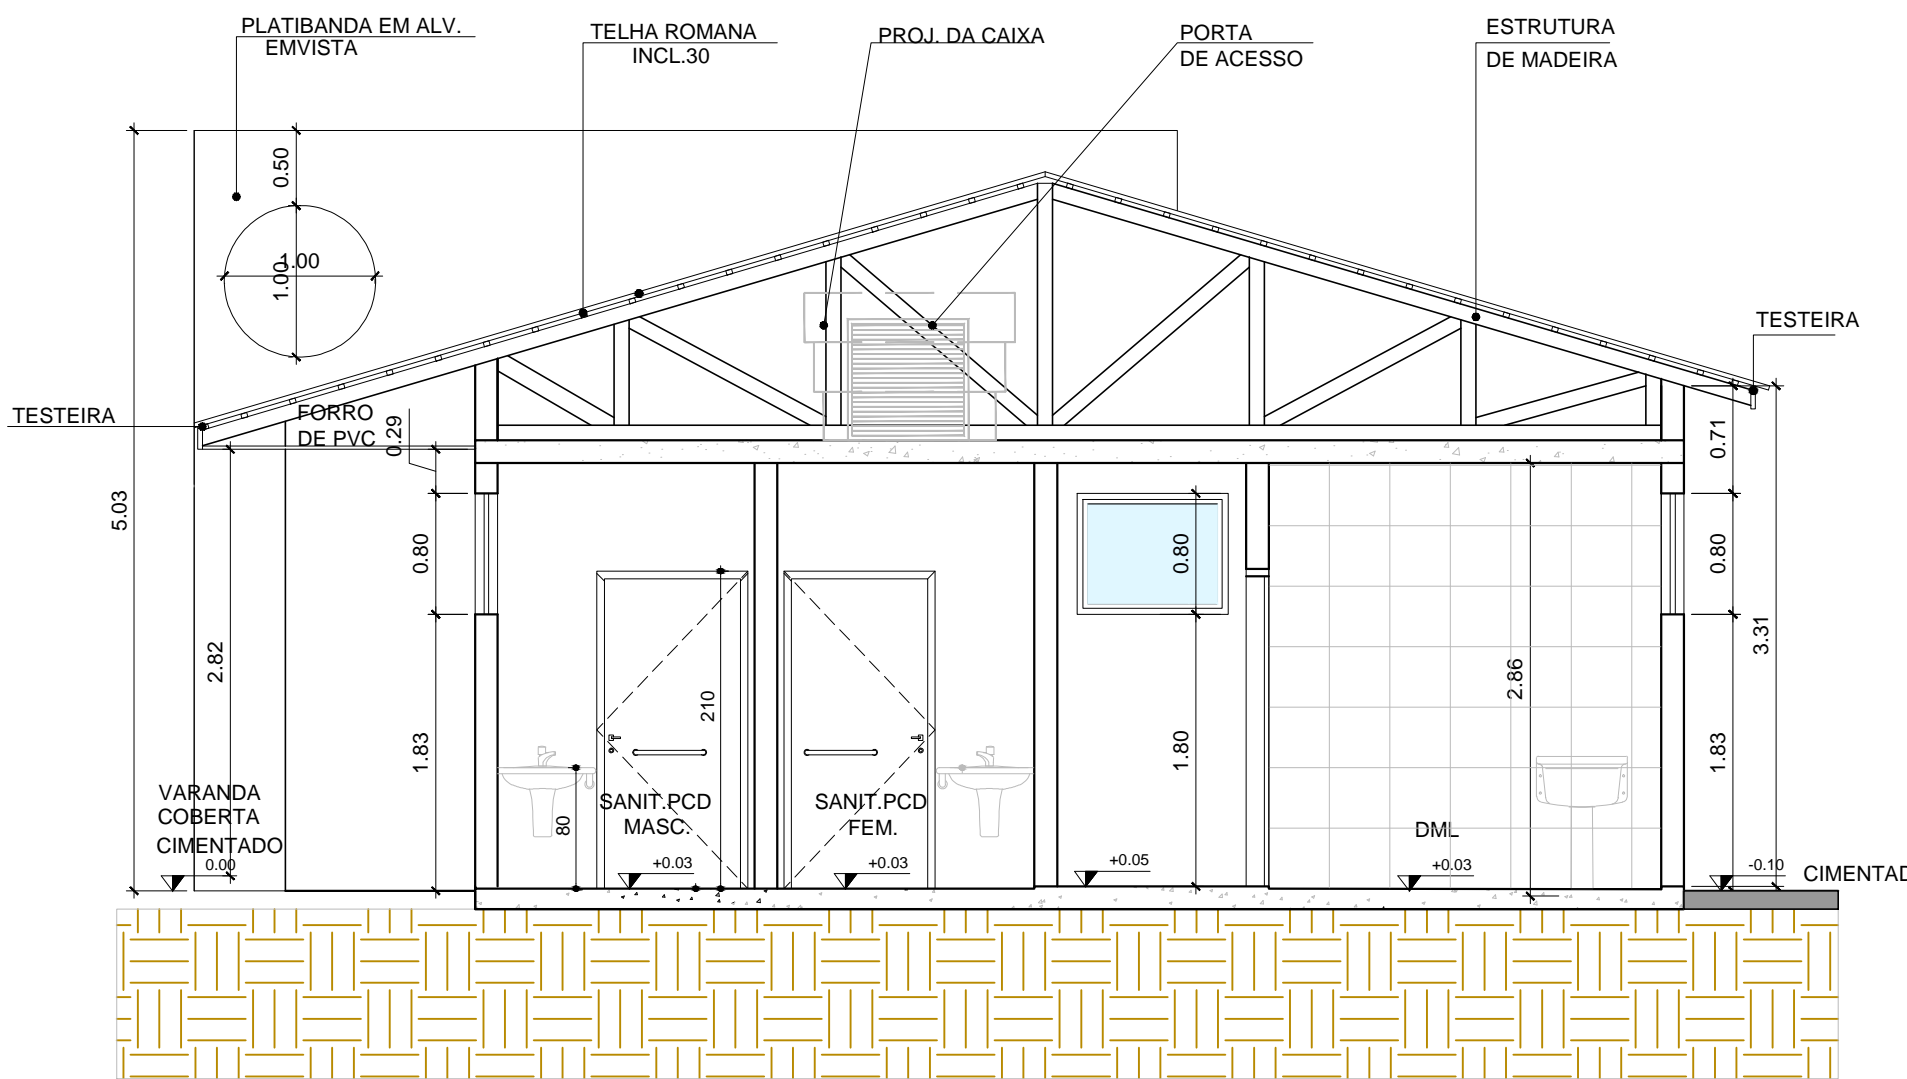 PLATIBANDA EM ALV.
EMVISTA
TELHA ROMANA
INCL.30
PROJ. DA CAIXA
PORTA
DE ACESSO
ESTRUTURA
DE MADEIRA
0.50
1.00
1.00
TESTEIRA
TESTEIRA
FORRO
DE PVC
0.29
0.71
5.03
0.80
0.80
0.80
2.82
210
2.86
3.31
1.83
1.80
1.83
VARANDA
COBERTA
CIMENTADO
0.00
80
SANIT.PCD
MASC.
+0.03
SANIT.PCD
FEM.
+0.03
+0.05
DML
+0.03
-0.10
CIMENTAD